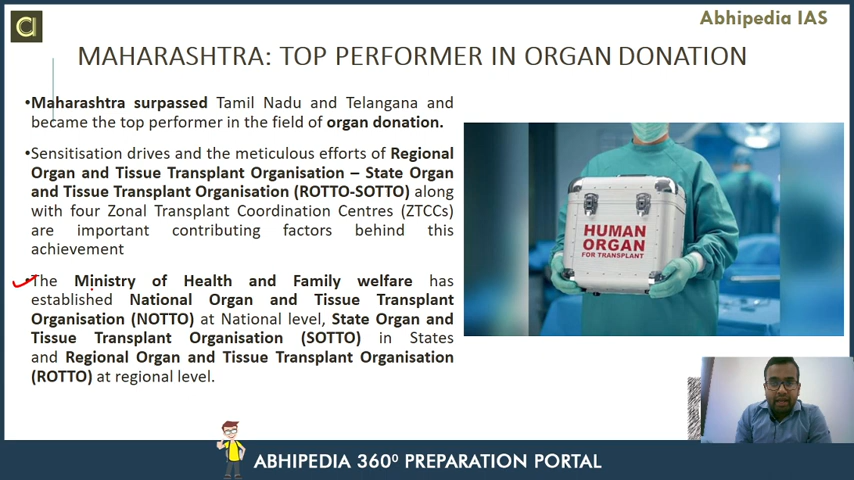 Abhipedia IAS
MAHARASHTRA: TOP PERFORMER IN ORGAN DONATION
•Maharashtra surpassed Tamil Nadu and Telangana and
became the top performer in the field of organ donation.
•Sensitisation drives and the meticulous efforts of Regional
Organ and Tissue Transplant Organisation – State Organ
and Tissue Transplant Organisation (ROTTO-SOTTO) along
with four Zonal Transplant Coordination Centres (ZTCCs)
are important contributing factors behind this
achievement
•The Ministry of Health and Family welfare has
established National Organ and Tissue Transplant
Organisation (NOTTO) at National level, State Organ and
Tissue Transplant Organisation (SOTTO) in States
and Regional Organ and Tissue Transplant Organisation
(ROTTO) at regional level.
HUMAN
ORGAN
FOR TRANSPLANT
ABHIPEDIA 360⁰ PREPARATION PORTAL